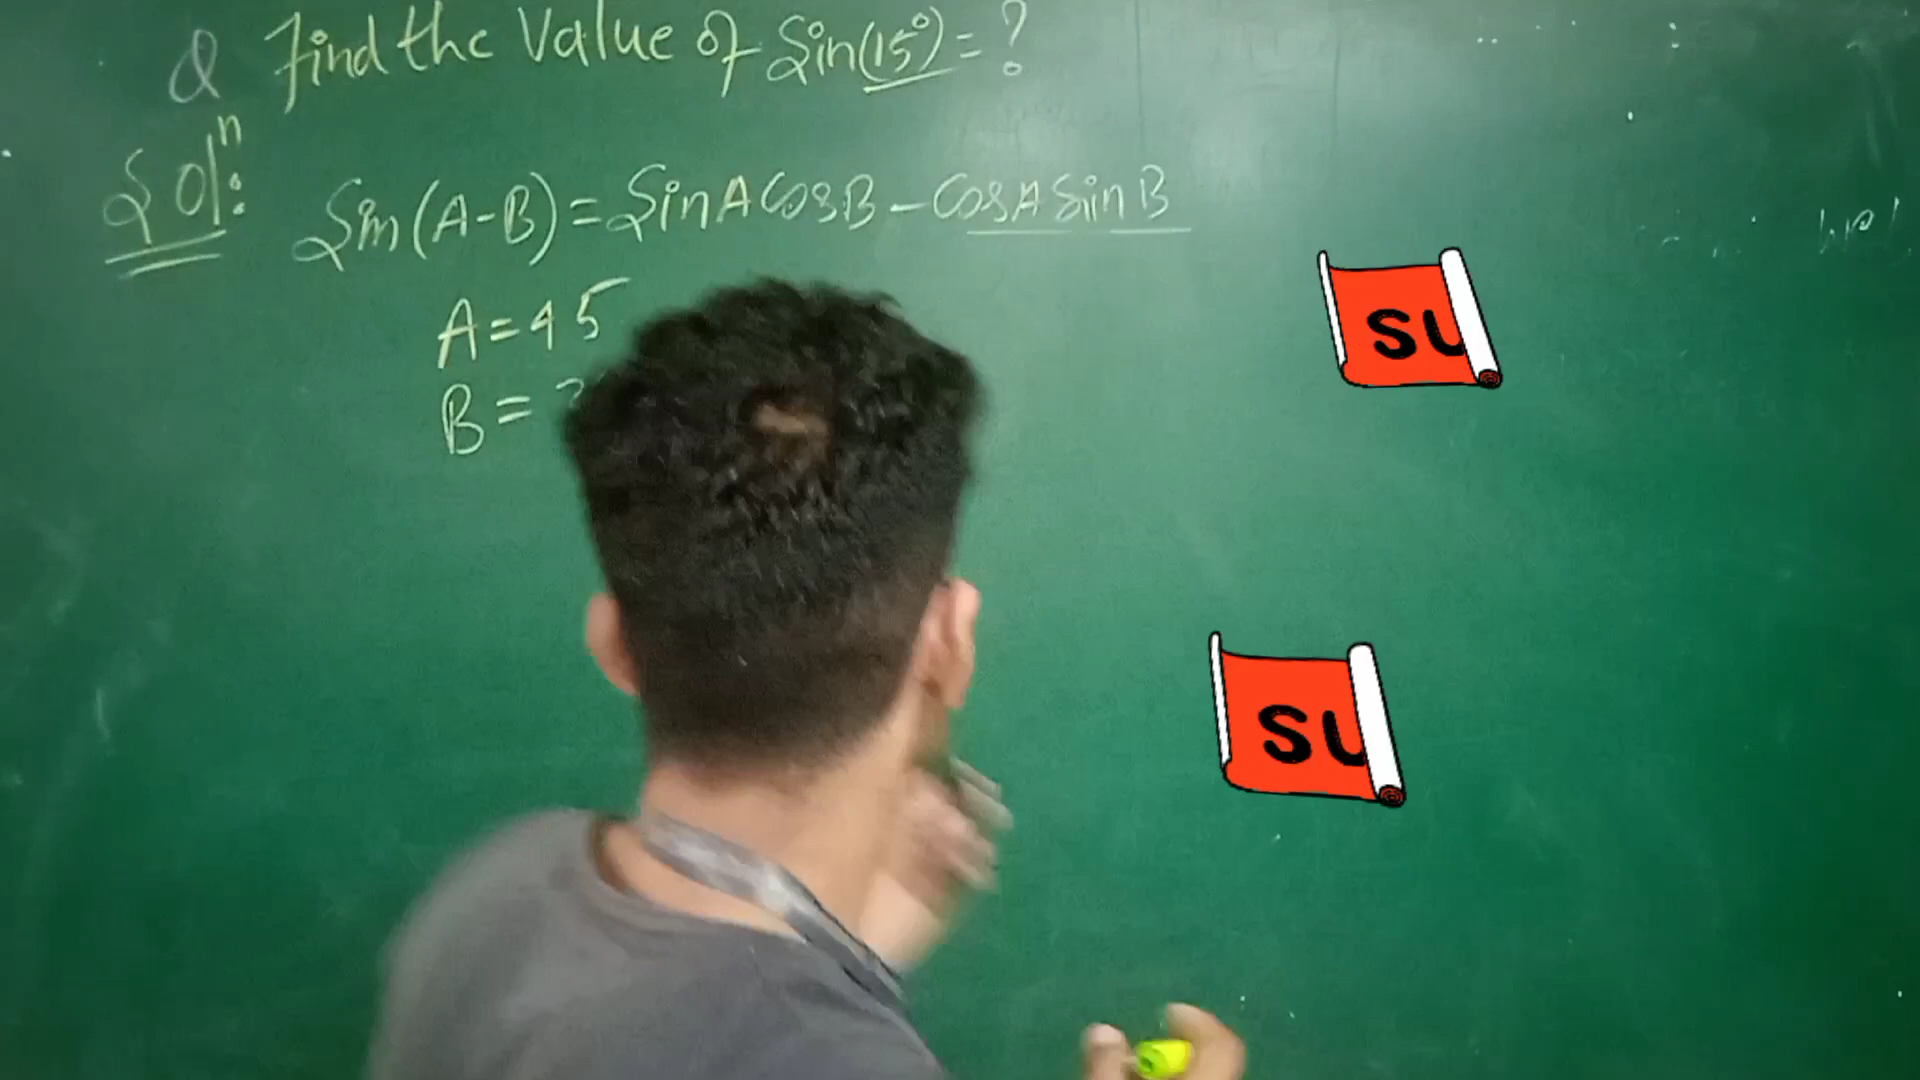 Q Find the Value of Sin(15°) = ?
Solⁿ: Sin(A-B) = SinA CosB - CosA SinB
A = 45
B =
SU
SU